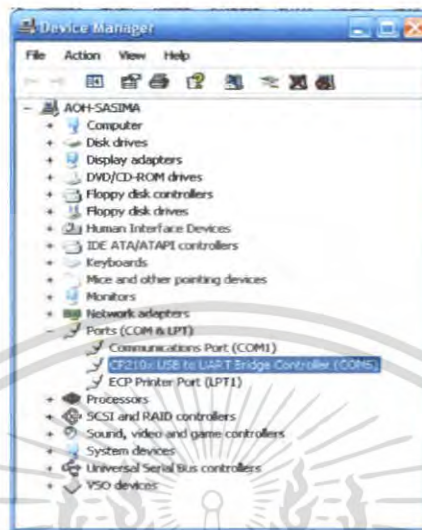 Device Manager
File Action View Help
AOH-SASIMA
Computer
Disk drives
Display adapters
DVD/CD-ROM drives
Floppy disk controllers
Floppy disk drives
Human Interface Devices
IDE ATA/ATAPI controllers
Keyboards
Mice and other pointing devices
Monitors
Network adapters
Ports (COM & LPT)
Communications Port (COM1)
CP210x USB to UART Bridge Controller (COM5)
ECP Printer Port (LPT1)
Processors
SCSI and RAID controllers
Sound, video and game controllers
System devices
Universal Serial Bus controllers
VSO devices